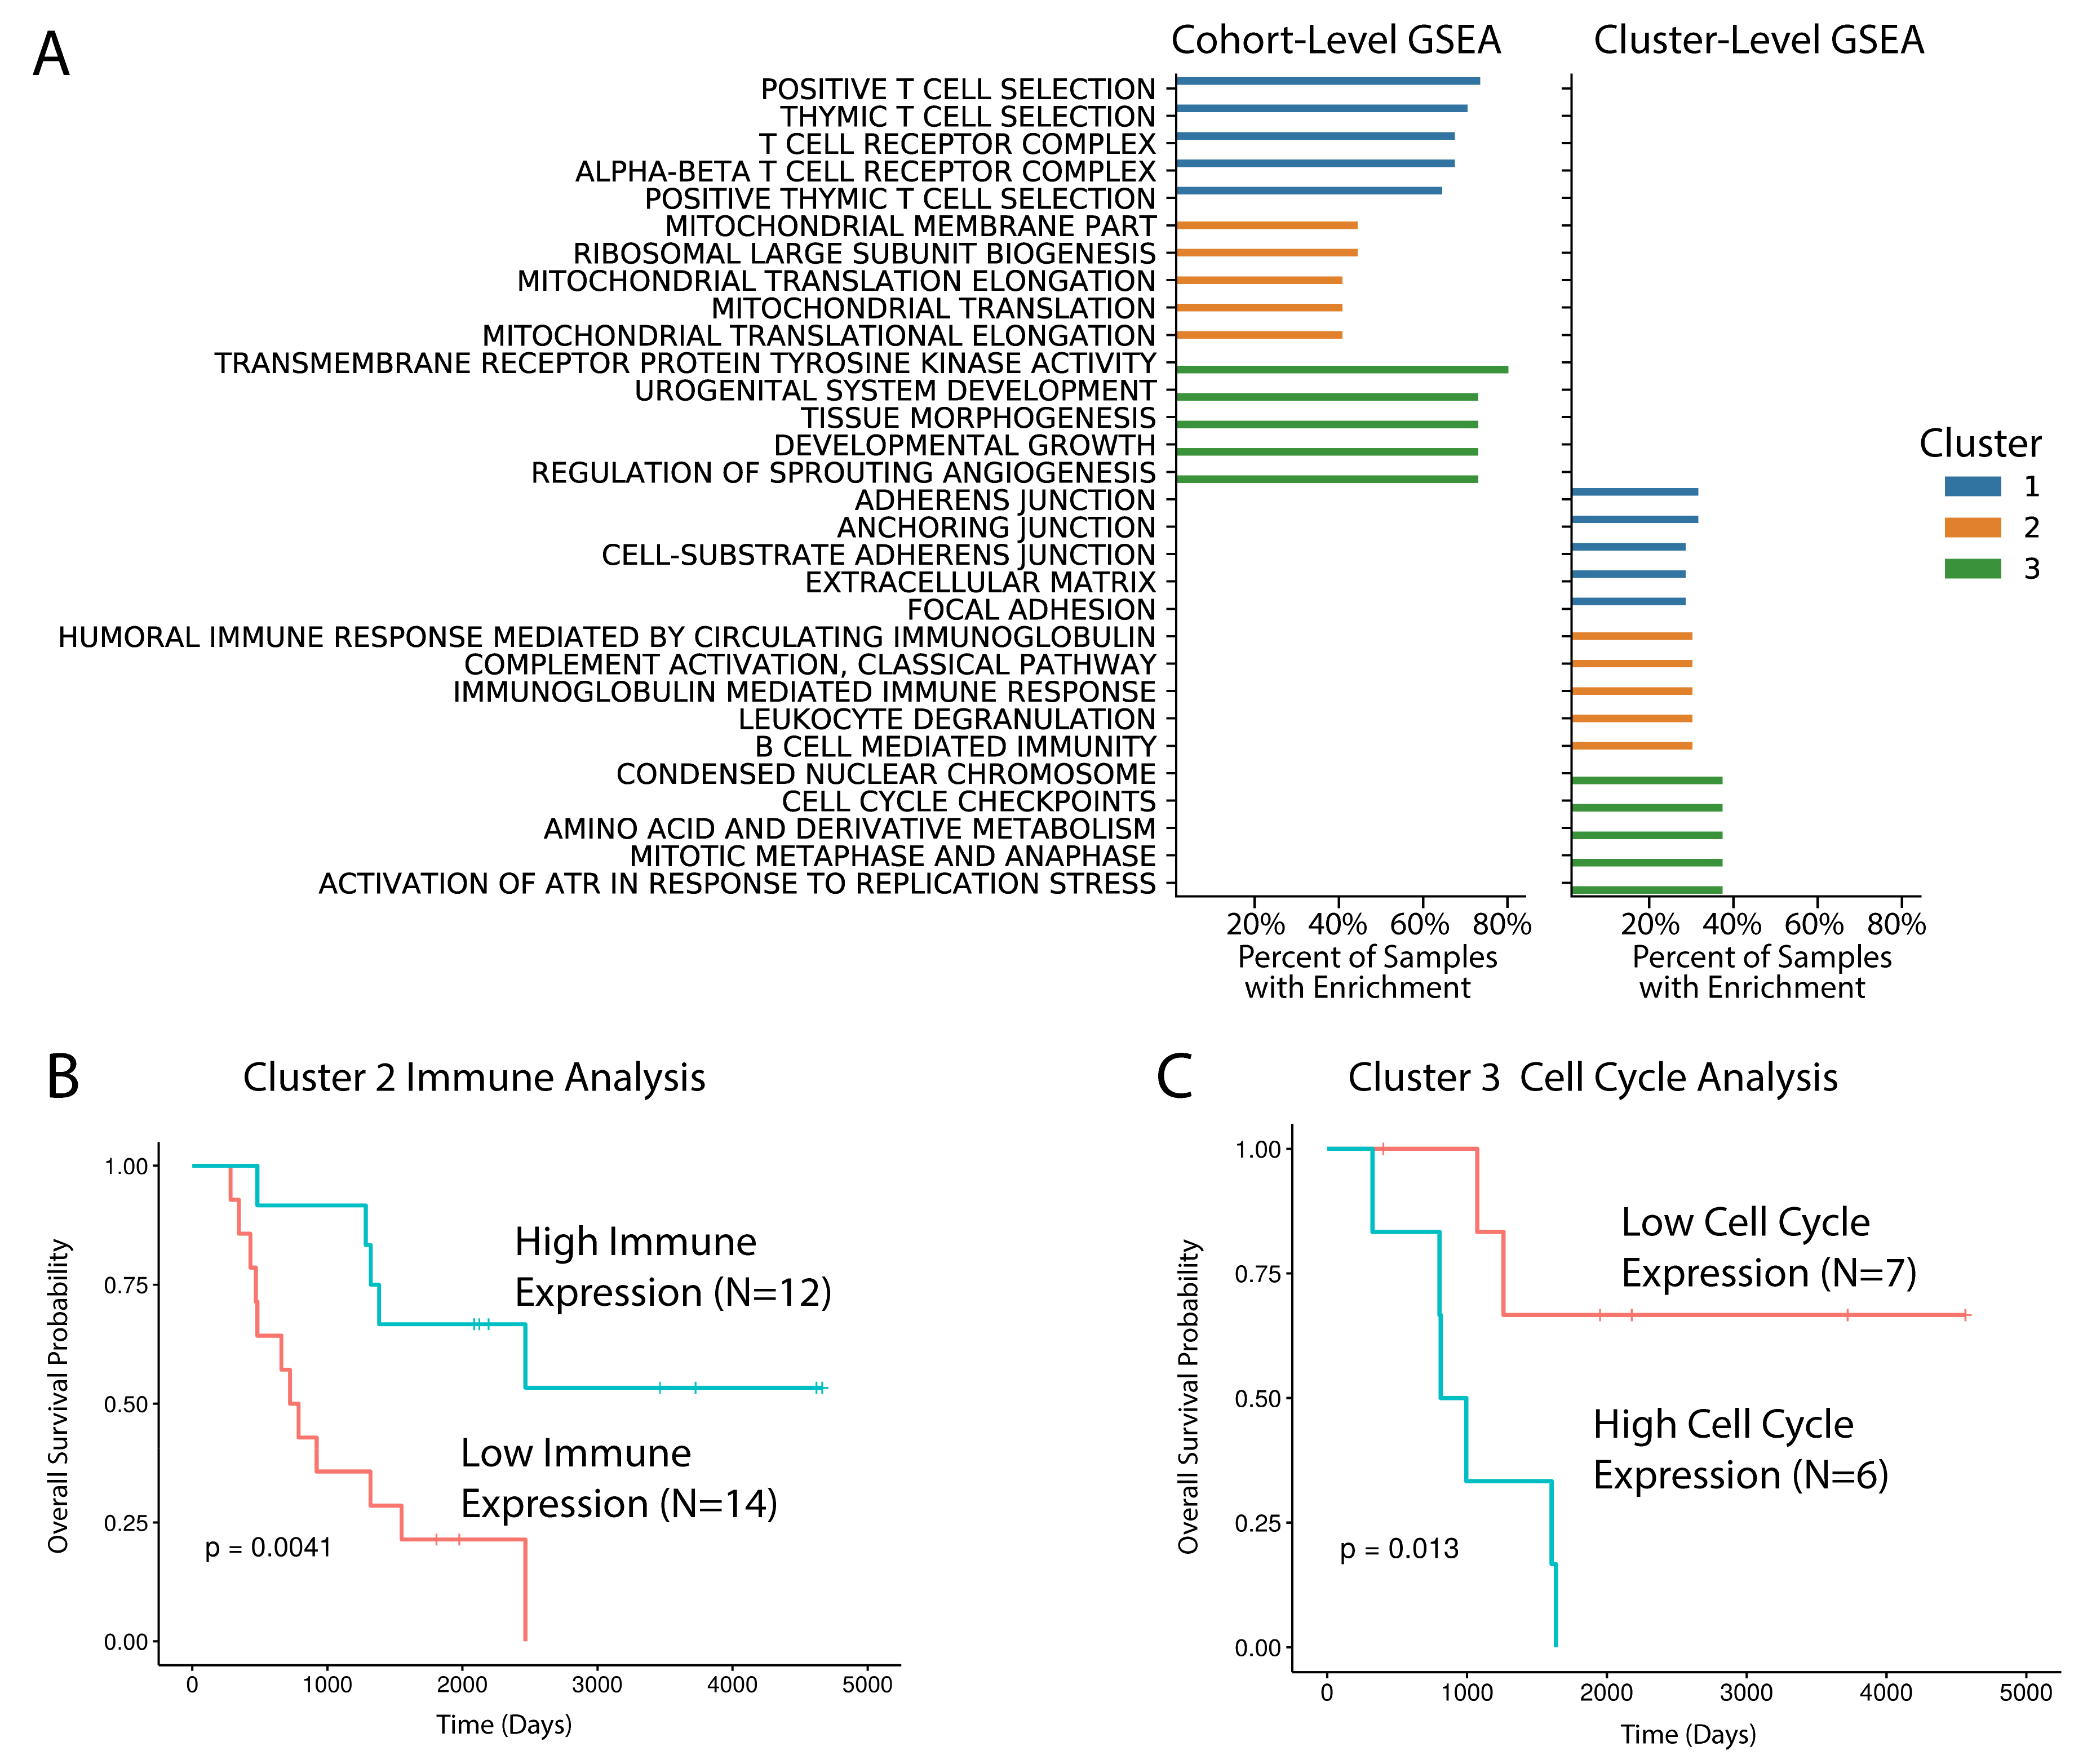 A
Cohort-Level GSEA
Cluster-Level GSEA
POSITIVE T CELL SELECTION
THYMIC T CELL SELECTION
T CELL RECEPTOR COMPLEX
ALPHA-BETA T CELL RECEPTOR COMPLEX
POSITIVE THYMIC T CELL SELECTION
MITOCHONDRIAL MEMBRANE PART
RIBOSOMAL LARGE SUBUNIT BIOGENESIS
MITOCHONDRIAL TRANSLATION ELONGATION
MITOCHONDRIAL TRANSLATION
MITOCHONDRIAL TRANSLATIONAL ELONGATION
TRANSMEMBRANE RECEPTOR PROTEIN TYROSINE KINASE ACTIVITY
UROGENITAL SYSTEM DEVELOPMENT
TISSUE MORPHOGENESIS
DEVELOPMENTAL GROWTH
REGULATION OF SPROUTING ANGIOGENESIS
ADHERENS JUNCTION
ANCHORING JUNCTION
CELL-SUBSTRATE ADHERENS JUNCTION
EXTRACELLULAR MATRIX
FOCAL ADHESION
HUMORAL IMMUNE RESPONSE MEDIATED BY CIRCULATING IMMUNOGLOBULIN
COMPLEMENT ACTIVATION, CLASSICAL PATHWAY
IMMUNOGLOBULIN MEDIATED IMMUNE RESPONSE
LEUKOCYTE DEGRANULATION
B CELL MEDIATED IMMUNITY
CONDENSED NUCLEAR CHROMOSOME
CELL CYCLE CHECKPOINTS
AMINO ACID AND DERIVATIVE METABOLISM
MITOTIC METAPHASE AND ANAPHASE
ACTIVATION OF ATR IN RESPONSE TO REPLICATION STRESS
20% 40% 60% 80%
Percent of Samples
with Enrichment
20% 40% 60% 80%
Percent of Samples
with Enrichment
Cluster
1
2
3
B
Cluster 2 Immune Analysis
Overall Survival Probability
1.00
0.75
0.50
0.25
0.00
High Immune
Expression (N=12)
Low Immune
Expression (N=14)
p = 0.0041
0 1000 2000 3000 4000 5000
Time (Days)
C
Cluster 3 Cell Cycle Analysis
Overall Survival Probability
1.00
0.75
0.50
0.25
0.00
Low Cell Cycle
Expression (N=7)
High Cell Cycle
Expression (N=6)
p = 0.013
0 1000 2000 3000 4000 5000
Time (Days)